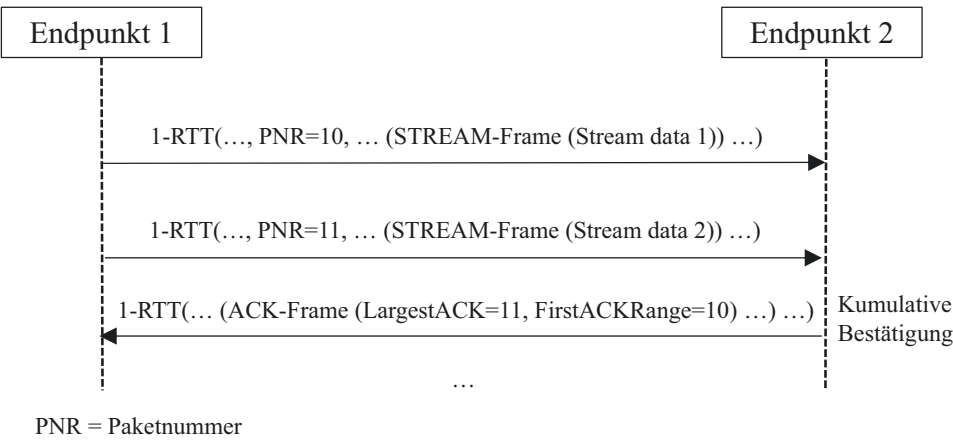 Endpunkt 1
Endpunkt 2
1-RTT(…, PNR=10, … (STREAM-Frame (Stream data 1)) …)
1-RTT(…, PNR=11, … (STREAM-Frame (Stream data 2)) …)
1-RTT(… (ACK-Frame (LargestACK=11, FirstACKRange=10) …) …)
Kumulative
Bestätigung
…
PNR = Paketnummer